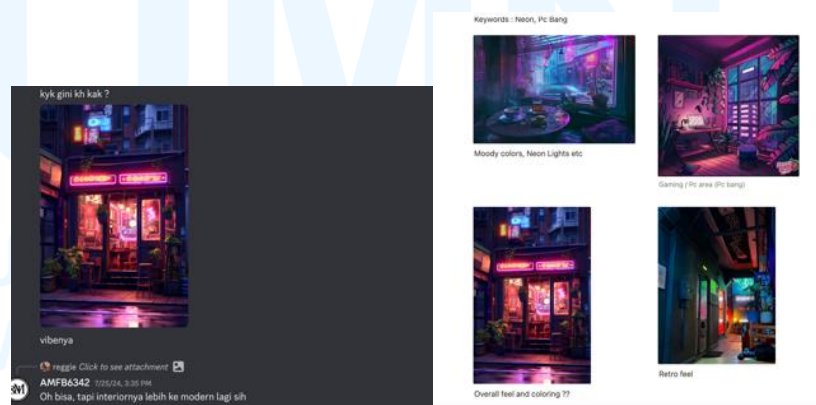 kyk gini kh kak ?
vibenya
reggie Click to see attachment
AMFB6342 7/25/24, 3:35 PM
Oh bisa, tapi interiornya lebih ke modern lagi sih
Keywords : Neon, Pc Bang
Moody colors, Neon Lights etc
Gaming / Pc area (Pc bang)
Overall feel and coloring ??
Retro feel